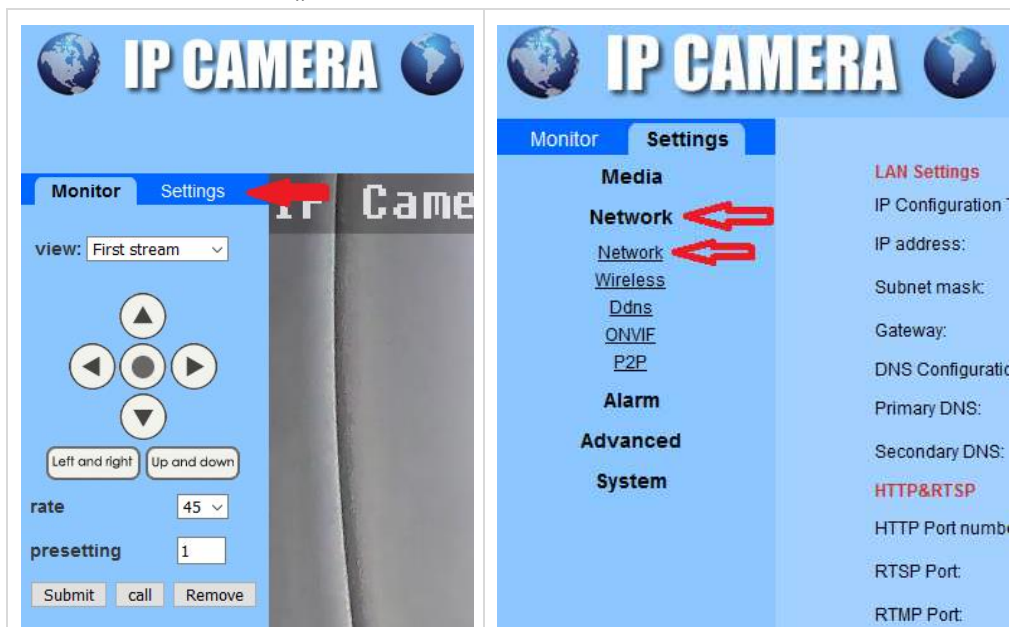 IP CAMERA
Monitor Settings
IP Came
view: First stream
Left and right Up and down
rate 45
presetting 1
Submit call Remove
IP CAMERA
Monitor Settings
Media
Network
Network
Wireless
Ddns
ONVIF
P2P
Alarm
Advanced
System
LAN Settings
IP Configuration
IP address:
Subnet mask:
Gateway:
DNS Configuratio
Primary DNS:
Secondary DNS:
HTTP&RTSP
HTTP Port numbe
RTSP Port:
RTMP Port: